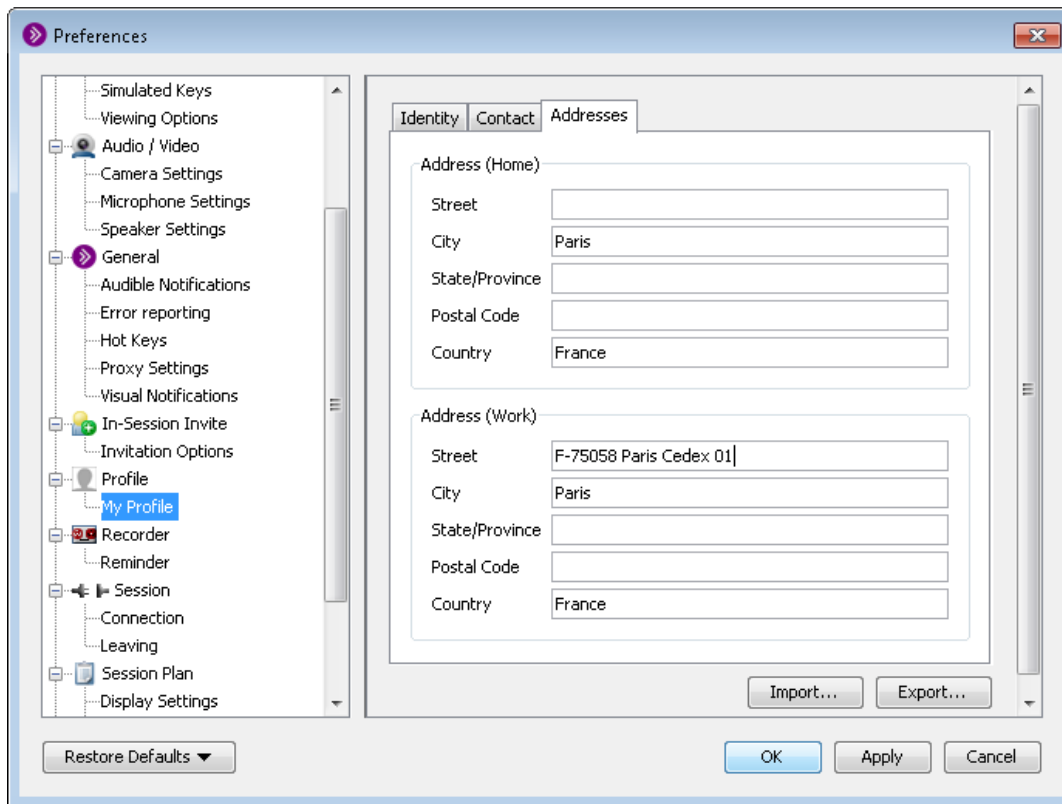 Preferences
Simulated Keys
Viewing Options
Audio / Video
Camera Settings
Microphone Settings
Speaker Settings
General
Audible Notifications
Error reporting
Hot Keys
Proxy Settings
Visual Notifications
In-Session Invite
Invitation Options
Profile
My Profile
Recorder
Reminder
Session
Connection
Leaving
Session Plan
Display Settings
Identity Contact Addresses
Address (Home)
Street
City Paris
State/Province
Postal Code
Country France
Address (Work)
Street F-75058 Paris Cedex 01
City Paris
State/Province
Postal Code
Country France
Import... Export...
Restore Defaults OK Apply Cancel